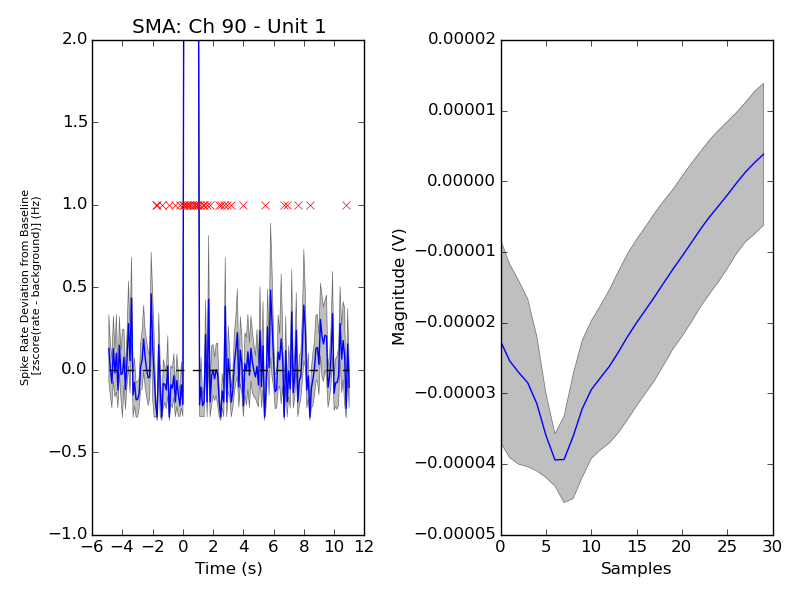 SMA: Ch 90 - Unit 1
2.0
1.5
1.0
0.5
0.0
−0.5
−1.0
−6 −4 −2 0 2 4 6 8 10 12
Time (s)
Spike Rate Deviation from Baseline
[zscore(rate - background)] (Hz)
0.00002
0.00001
0.00000
−0.00001
−0.00002
−0.00003
−0.00004
−0.00005
0 5 10 15 20 25 30
Samples
Magnitude (V)